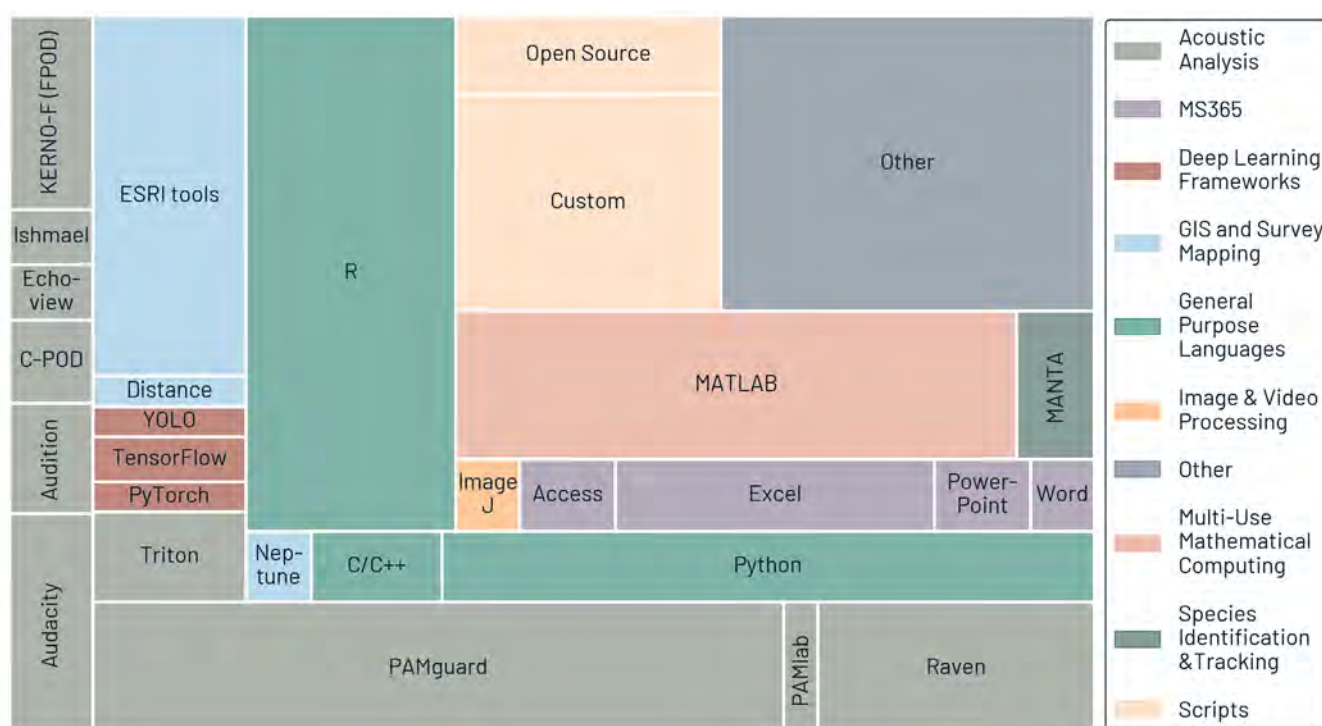 KERNO-F (FPOD)
Ishmael
Echo-
view
C-POD
Audition
Audacity
ESRI tools
Distance
YOLO
TensorFlow
PyTorch
Triton
R
Nep-
tune
C/C++
Open Source
Custom
Other
MATLAB
MANTA
Image
J
Access
Excel
Power-
Point
Word
Python
PAMguard
PAMlab
Raven
Acoustic
Analysis
MS365
Deep Learning
Frameworks
GIS and Survey
Mapping
General
Purpose
Languages
Image & Video
Processing
Other
Multi-Use
Mathematical
Computing
Species
Identification
&Tracking
Scripts